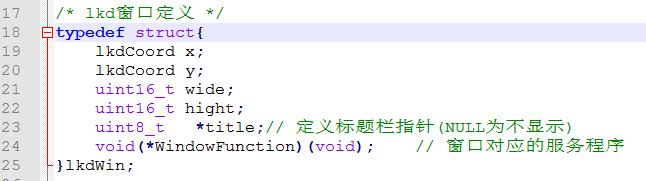 17 /* lkd窗口定义 */
18 typedef struct{
19 lkdCoord x;
20 lkdCoord y;
21 uint16_t wide;
22 uint16_t hight;
23 uint8_t *title;// 定义标题栏指针(NULL为不显示)
24 void(*WindowFunction)(void); // 窗口对应的服务程序
25 }lkdWin;